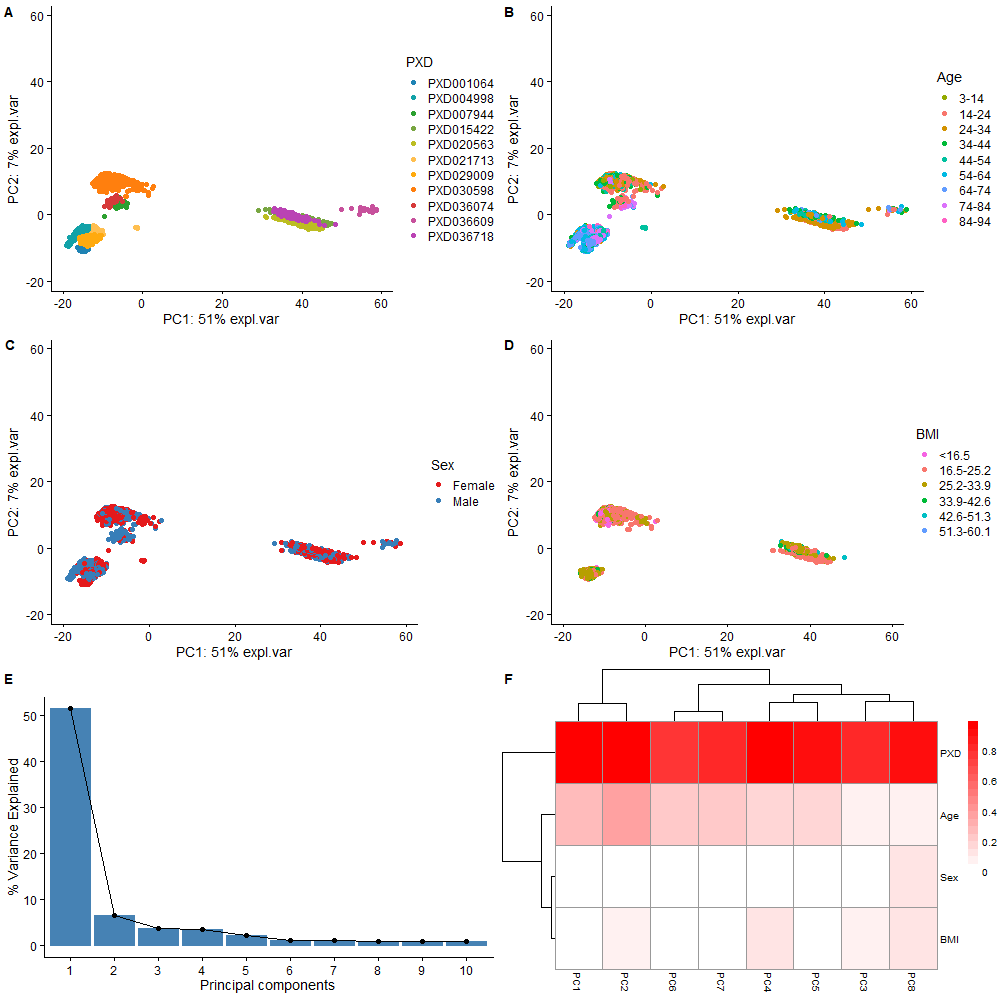 A
60
40
20
0
-20
-20 0 20 40 60
PC1: 51% expl.var
PC2: 7% expl.var
PXD
PXD001064
PXD004998
PXD007944
PXD015422
PXD020563
PXD021713
PXD029009
PXD030598
PXD036074
PXD036609
PXD036718
B
60
40
20
0
-20
-20 0 20 40 60
PC1: 51% expl.var
PC2: 7% expl.var
Age
3-14
14-24
24-34
34-44
44-54
54-64
64-74
74-84
84-94
C
60
40
20
0
-20
-20 0 20 40 60
PC1: 51% expl.var
PC2: 7% expl.var
Sex
Female
Male
D
60
40
20
0
-20
-20 0 20 40 60
PC1: 51% expl.var
PC2: 7% expl.var
BMI
<16.5
16.5-25.2
25.2-33.9
33.9-42.6
42.6-51.3
51.3-60.1
E
50
40
30
20
10
0
1 2 3 4 5 6 7 8 9 10
Principal components
% Variance Explained
F
PXD
Age
Sex
BMI
PC1 PC2 PC6 PC7 PC4 PC5 PC3 PC8
0.8
0.6
0.4
0.2
0